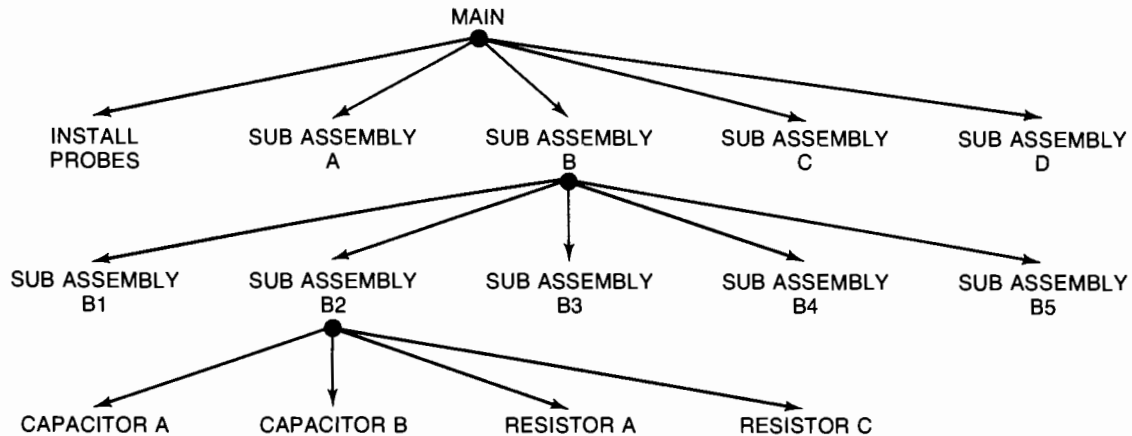 MAIN
INSTALL PROBES
SUB ASSEMBLY A
SUB ASSEMBLY B
SUB ASSEMBLY C
SUB ASSEMBLY D
SUB ASSEMBLY B1
SUB ASSEMBLY B2
SUB ASSEMBLY B3
SUB ASSEMBLY B4
SUB ASSEMBLY B5
CAPACITOR A
CAPACITOR B
RESISTOR A
RESISTOR C